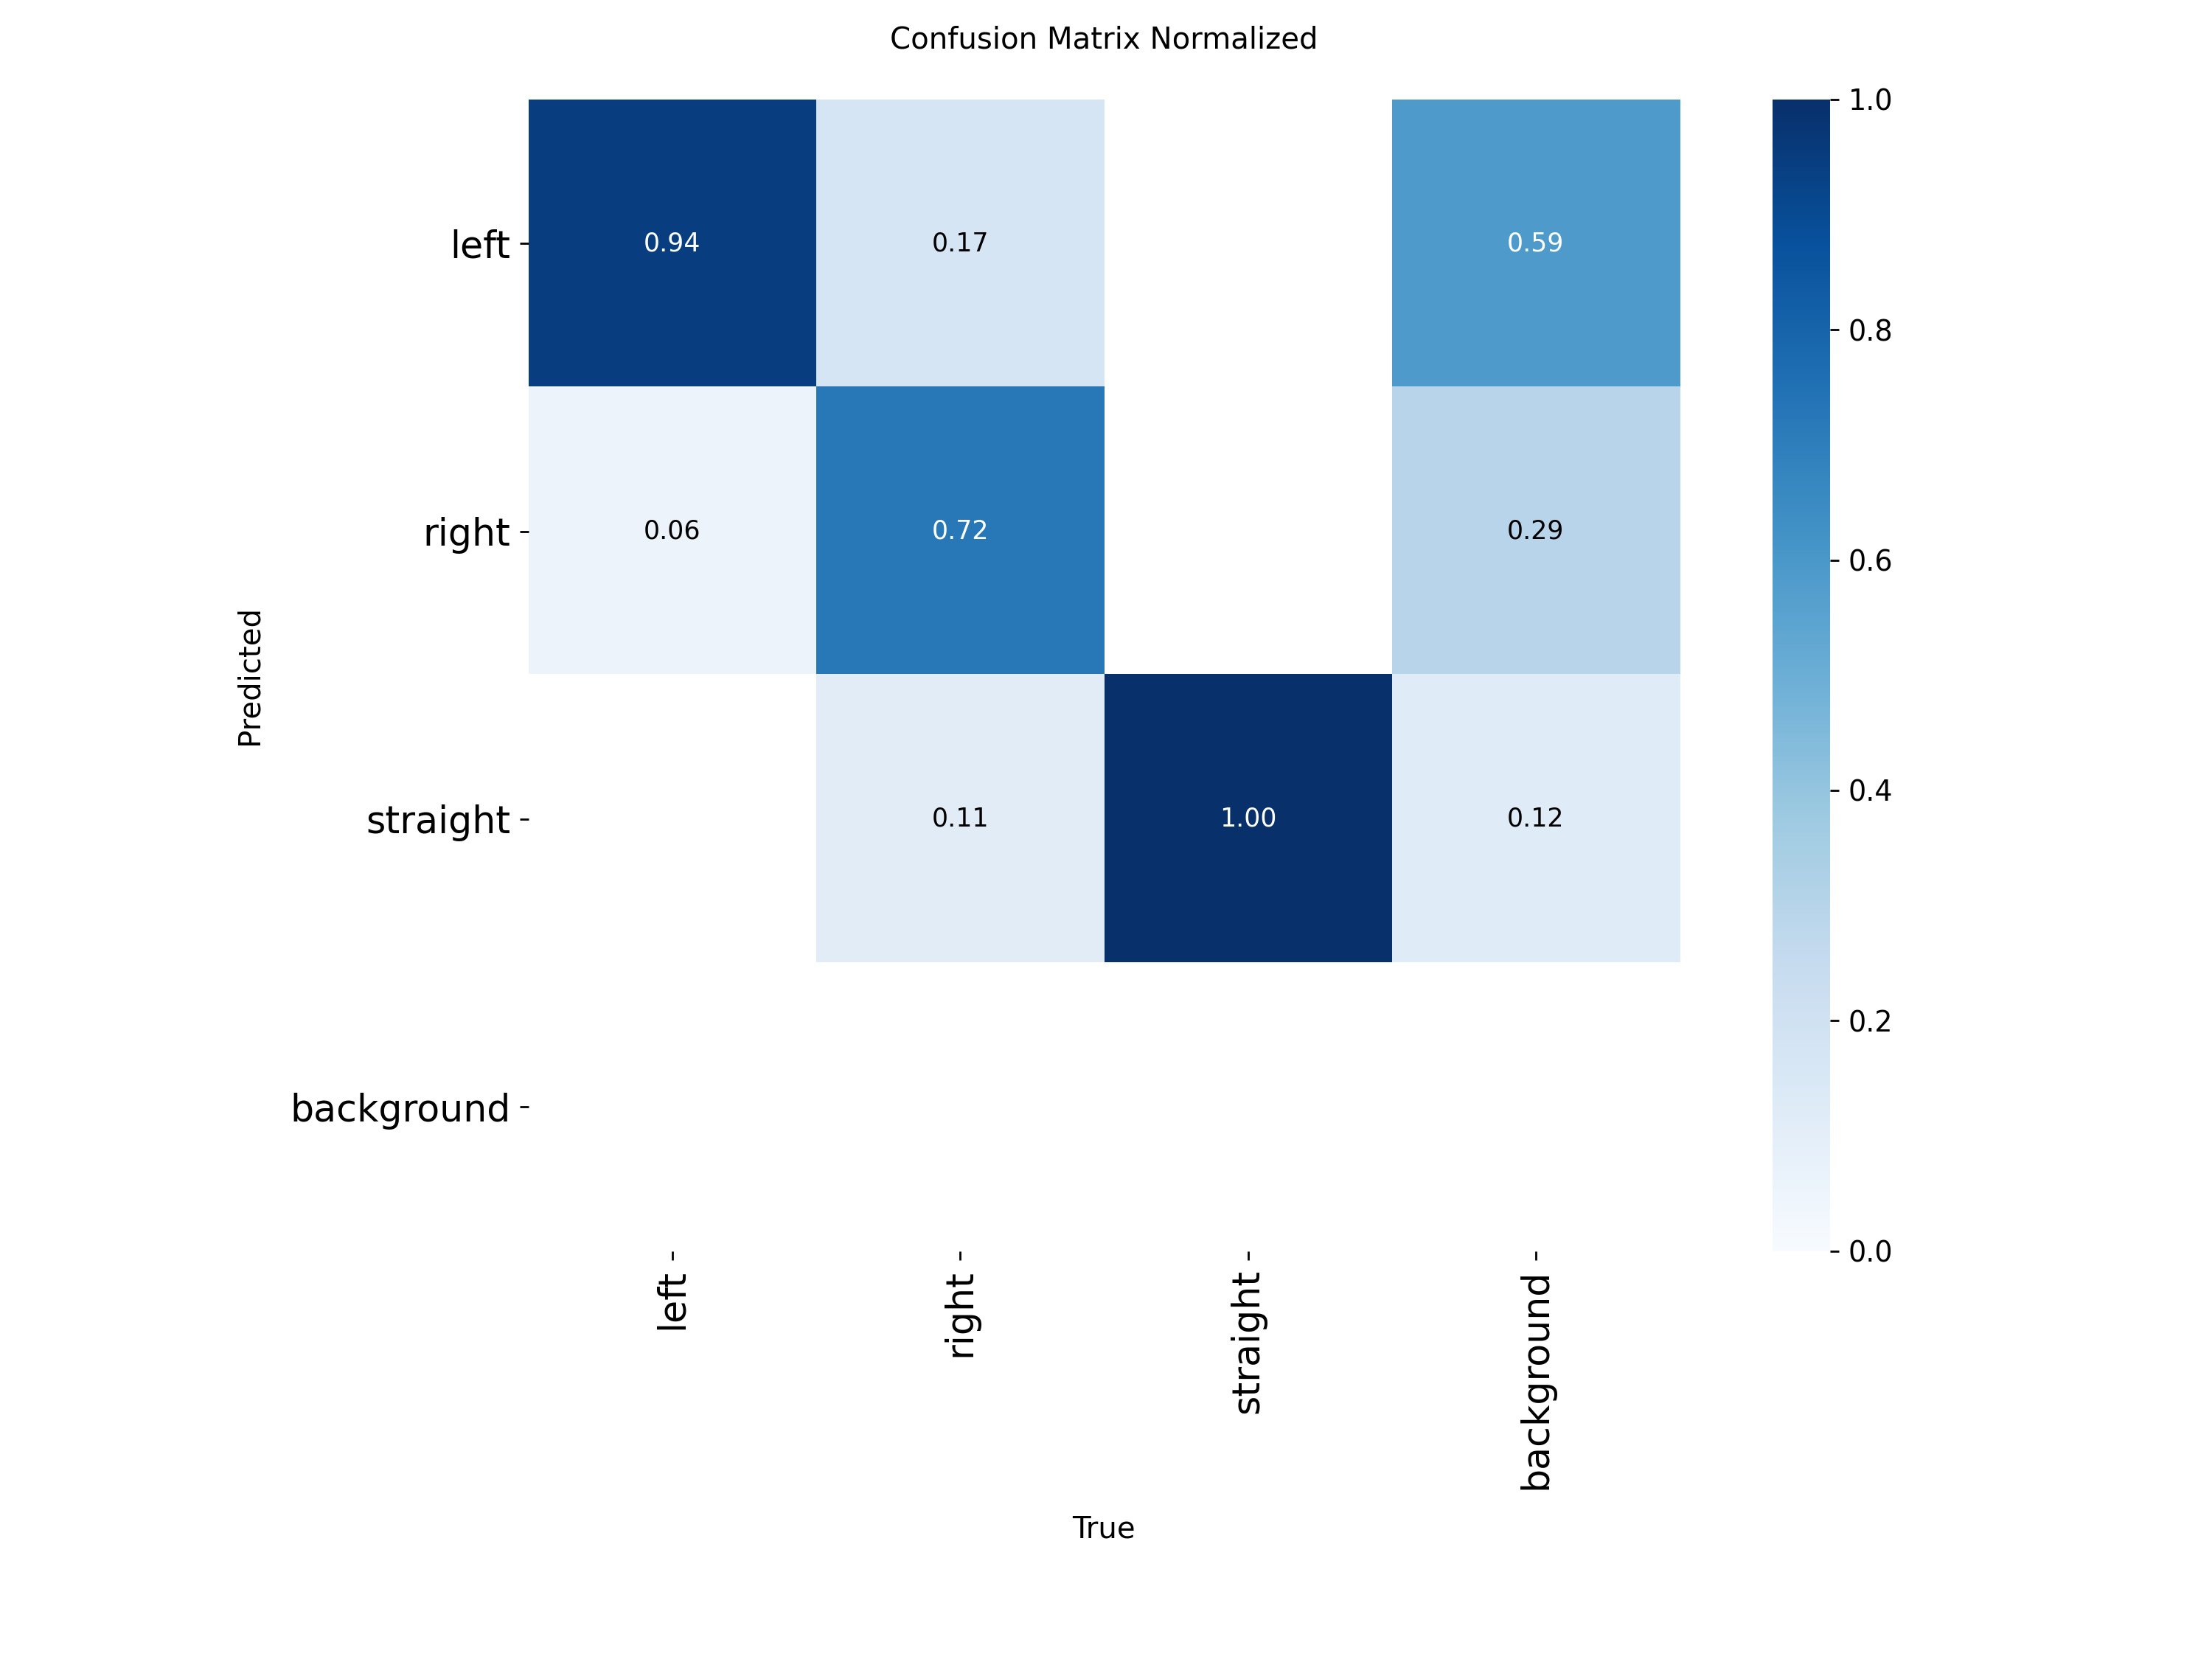 Confusion Matrix Normalized
left
0.94
0.17
0.59
right
0.06
0.72
0.29
straight
0.11
1.00
0.12
background
left
right
straight
background
Predicted
True
1.0
0.8
0.6
0.4
0.2
0.0